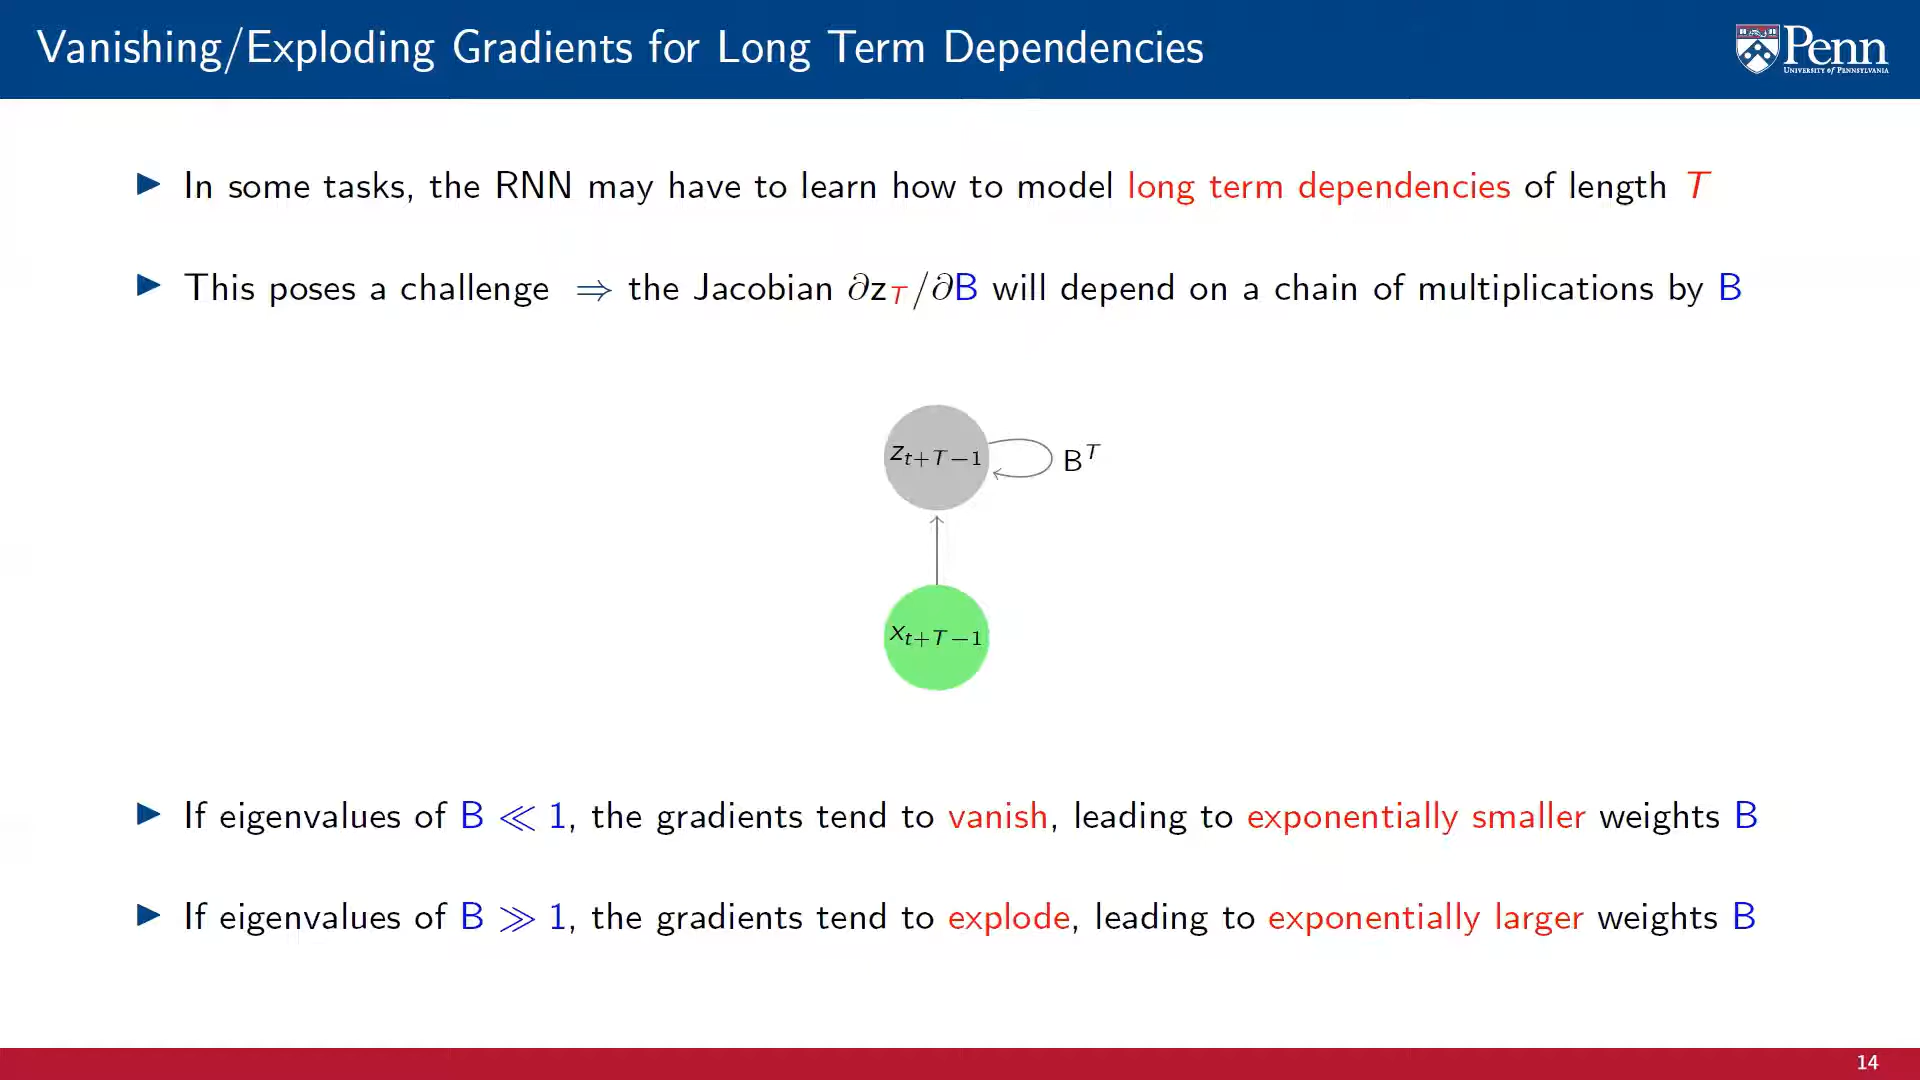 Vanishing/Exploding Gradients for Long Term Dependencies
Penn
UNIVERSITY of PENNSYLVANIA
▶ In some tasks, the RNN may have to learn how to model long term dependencies of length T
▶ This poses a challenge ⇒ the Jacobian ∂z_T/∂B will depend on a chain of multiplications by B
z_{t+T−1}
B^T
x_{t+T−1}
▶ If eigenvalues of B ≪ 1, the gradients tend to vanish, leading to exponentially smaller weights B
▶ If eigenvalues of B ≫ 1, the gradients tend to explode, leading to exponentially larger weights B
14